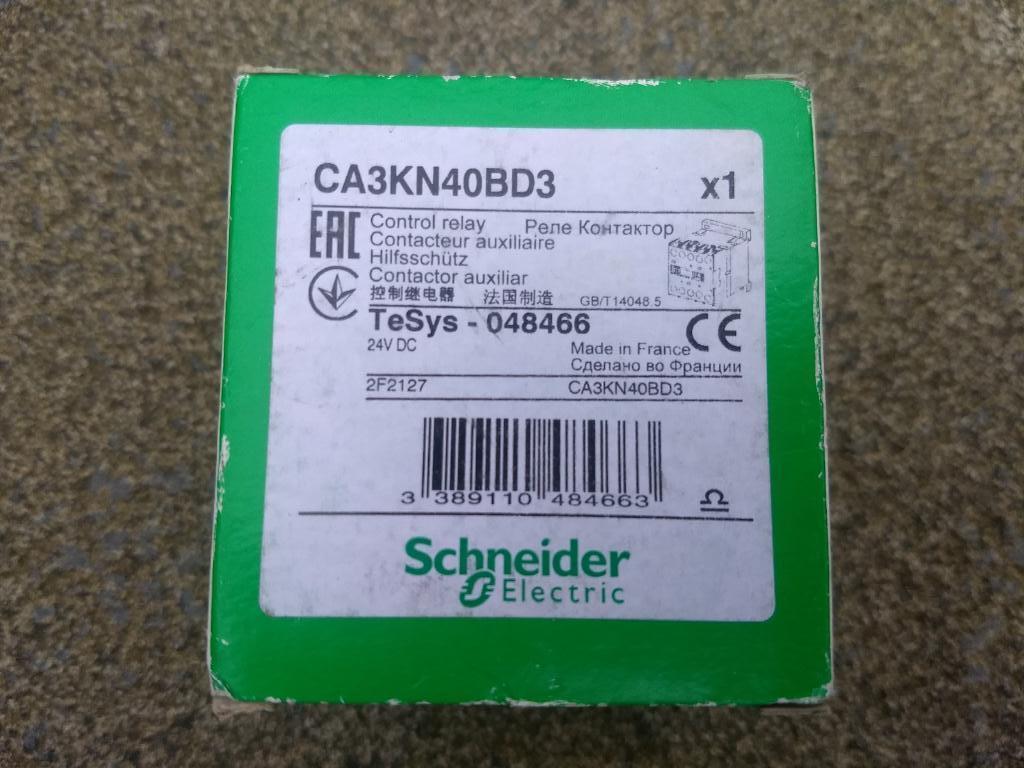 CA3KN40BD3 x1
EAC
Control relay Реле Контактор
Contacteur auxiliaire
Hilfsschütz
Contactor auxiliar
控制继电器 法国制造 GB/T14048.5
TeSys - 048466
24V DC
CE
Made in France
Сделано во Франции
2F2127 CA3KN40BD3
3 389110 484663
Schneider
Electric